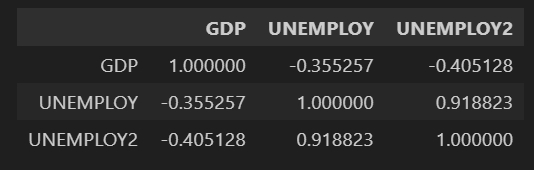 GDP UNEMPLOY UNEMPLOY2
GDP 1.000000 -0.355257 -0.405128
UNEMPLOY -0.355257 1.000000 0.918823
UNEMPLOY2 -0.405128 0.918823 1.000000